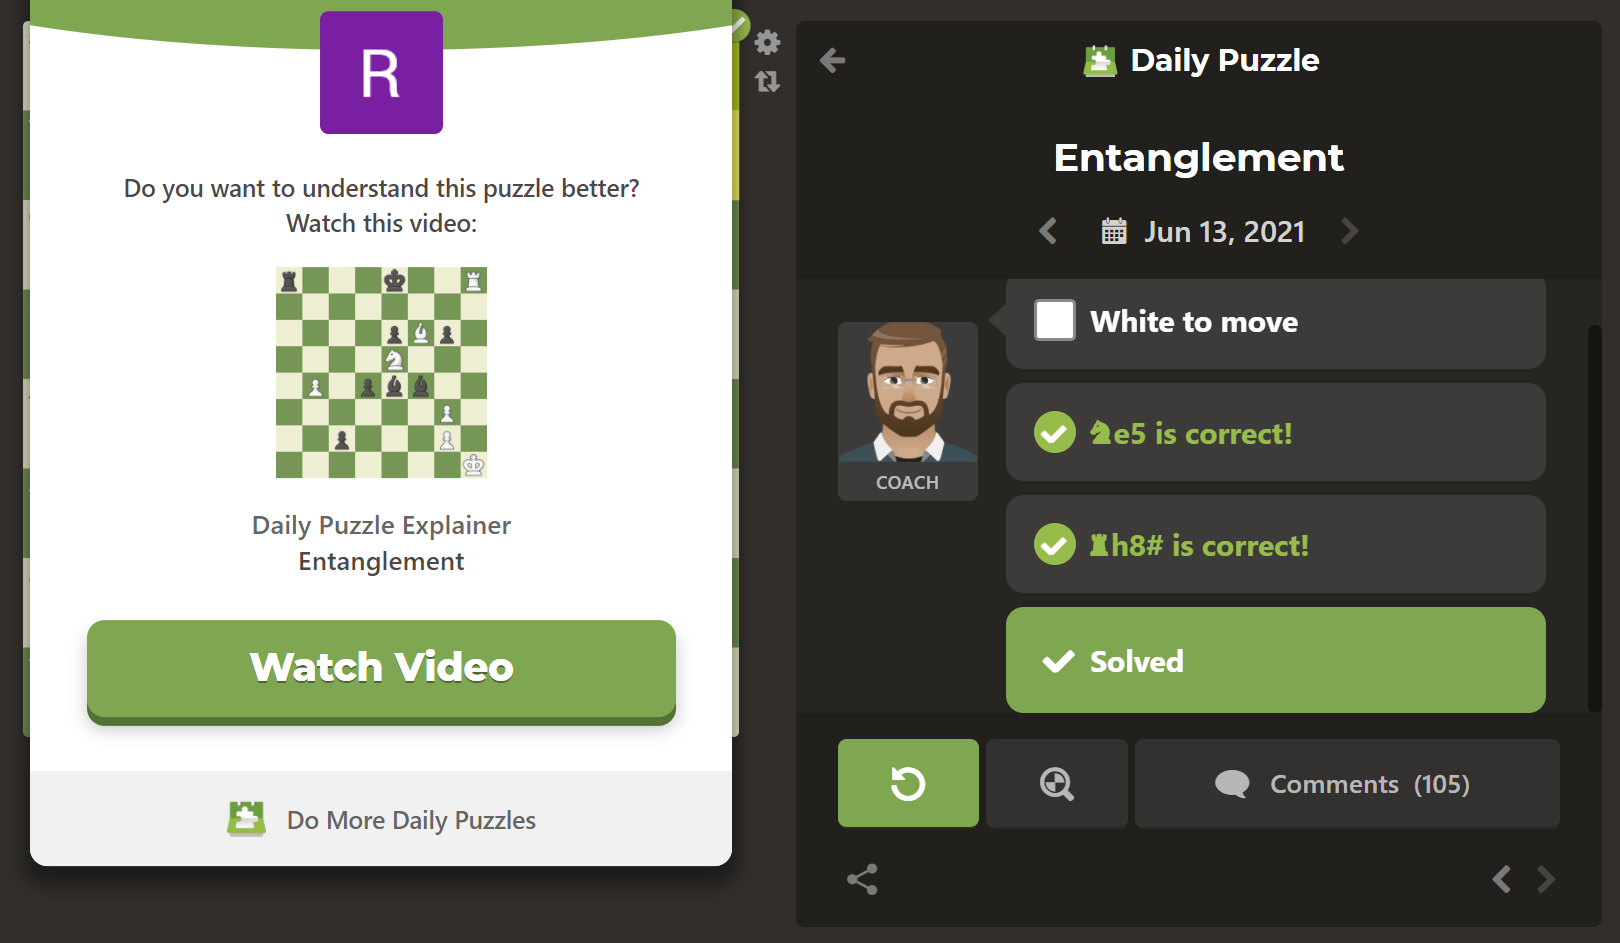 R
Do you want to understand this puzzle better?
Watch this video:
Daily Puzzle Explainer
Entanglement
Watch Video
Do More Daily Puzzles
Daily Puzzle
Entanglement
Jun 13, 2021
White to move
♞e5 is correct!
♜h8# is correct!
COACH
Solved
Comments (105)